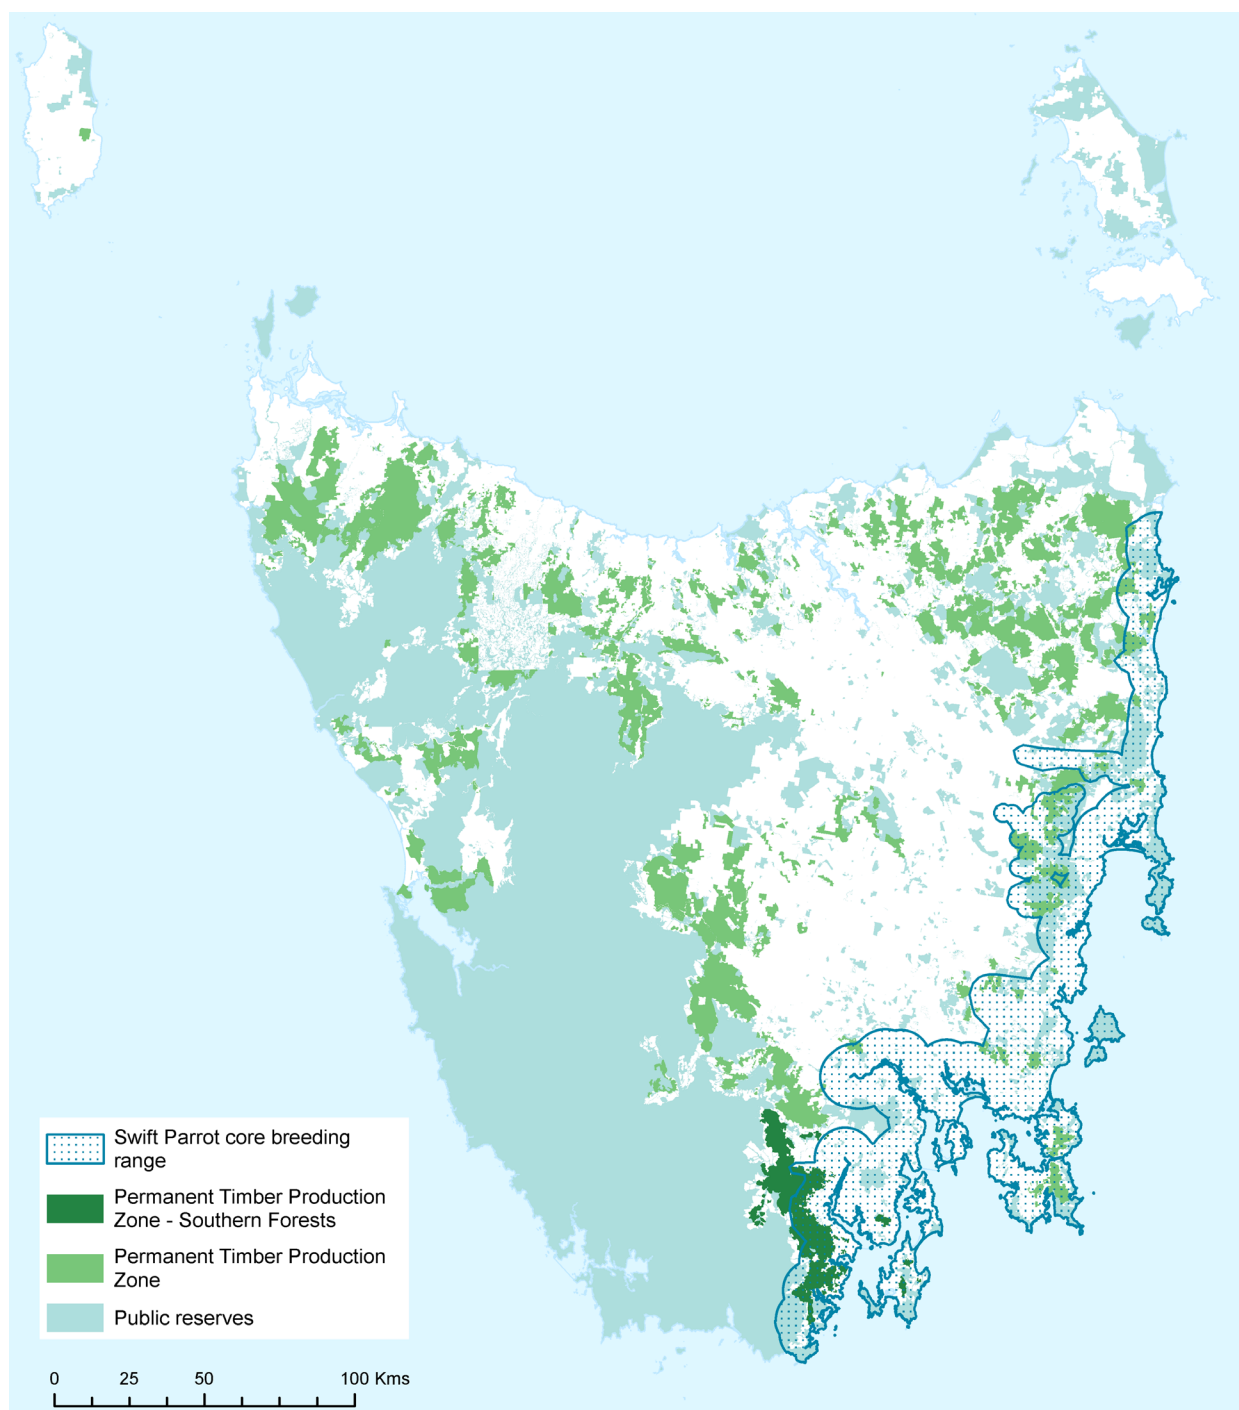 Swift Parrot core breeding
range
Permanent Timber Production
Zone - Southern Forests
Permanent Timber Production
Zone
Public reserves
0 25 50 100 Kms